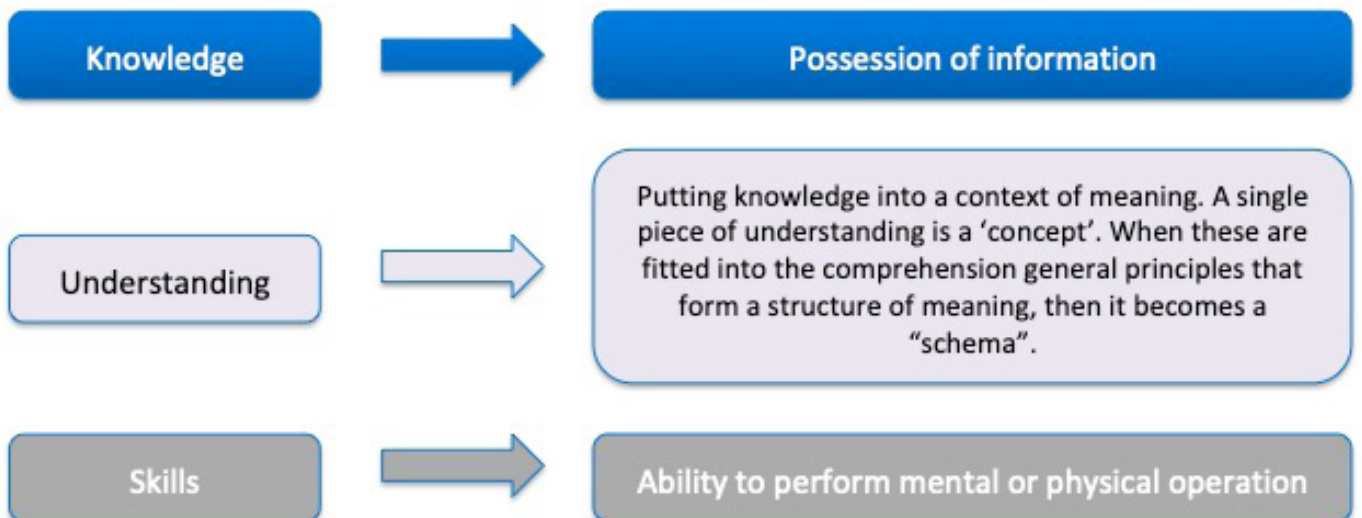 Knowledge
Possession of information
Putting knowledge into a context of meaning. A single
piece of understanding is a ‘concept’. When these are
fitted into the comprehension general principles that
form a structure of meaning, then it becomes a
“schema”.
Understanding
Skills
Ability to perform mental or physical operation